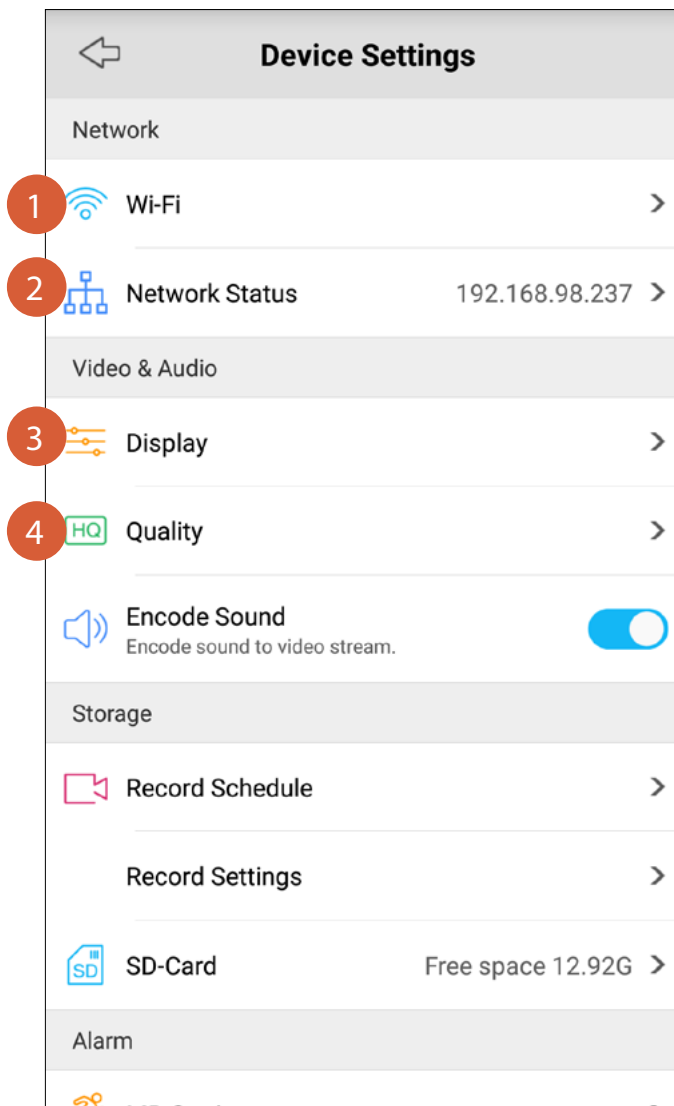 Device Settings
Network
1 Wi-Fi
2 Network Status 192.168.98.237
Video & Audio
3 Display
4 HQ Quality
Encode Sound
Encode sound to video stream.
Storage
Record Schedule
Record Settings
SD SD-Card Free space 12.92G
Alarm